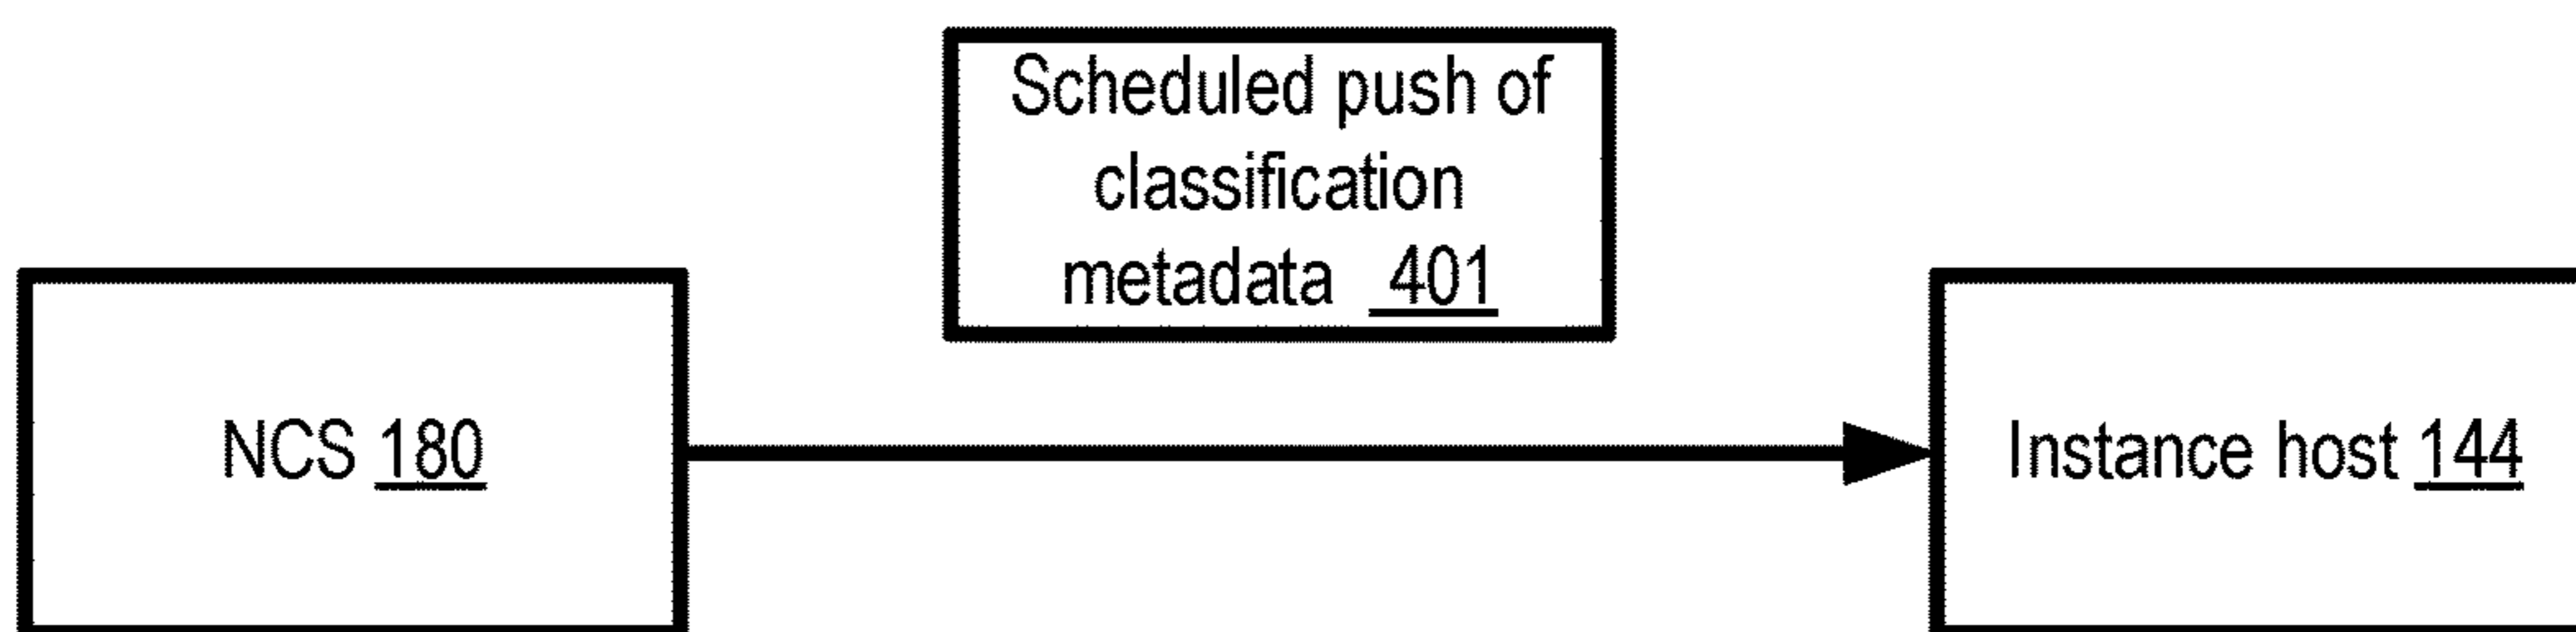 Scheduled push of
classification
metadata 401
NCS 180
Instance host 144